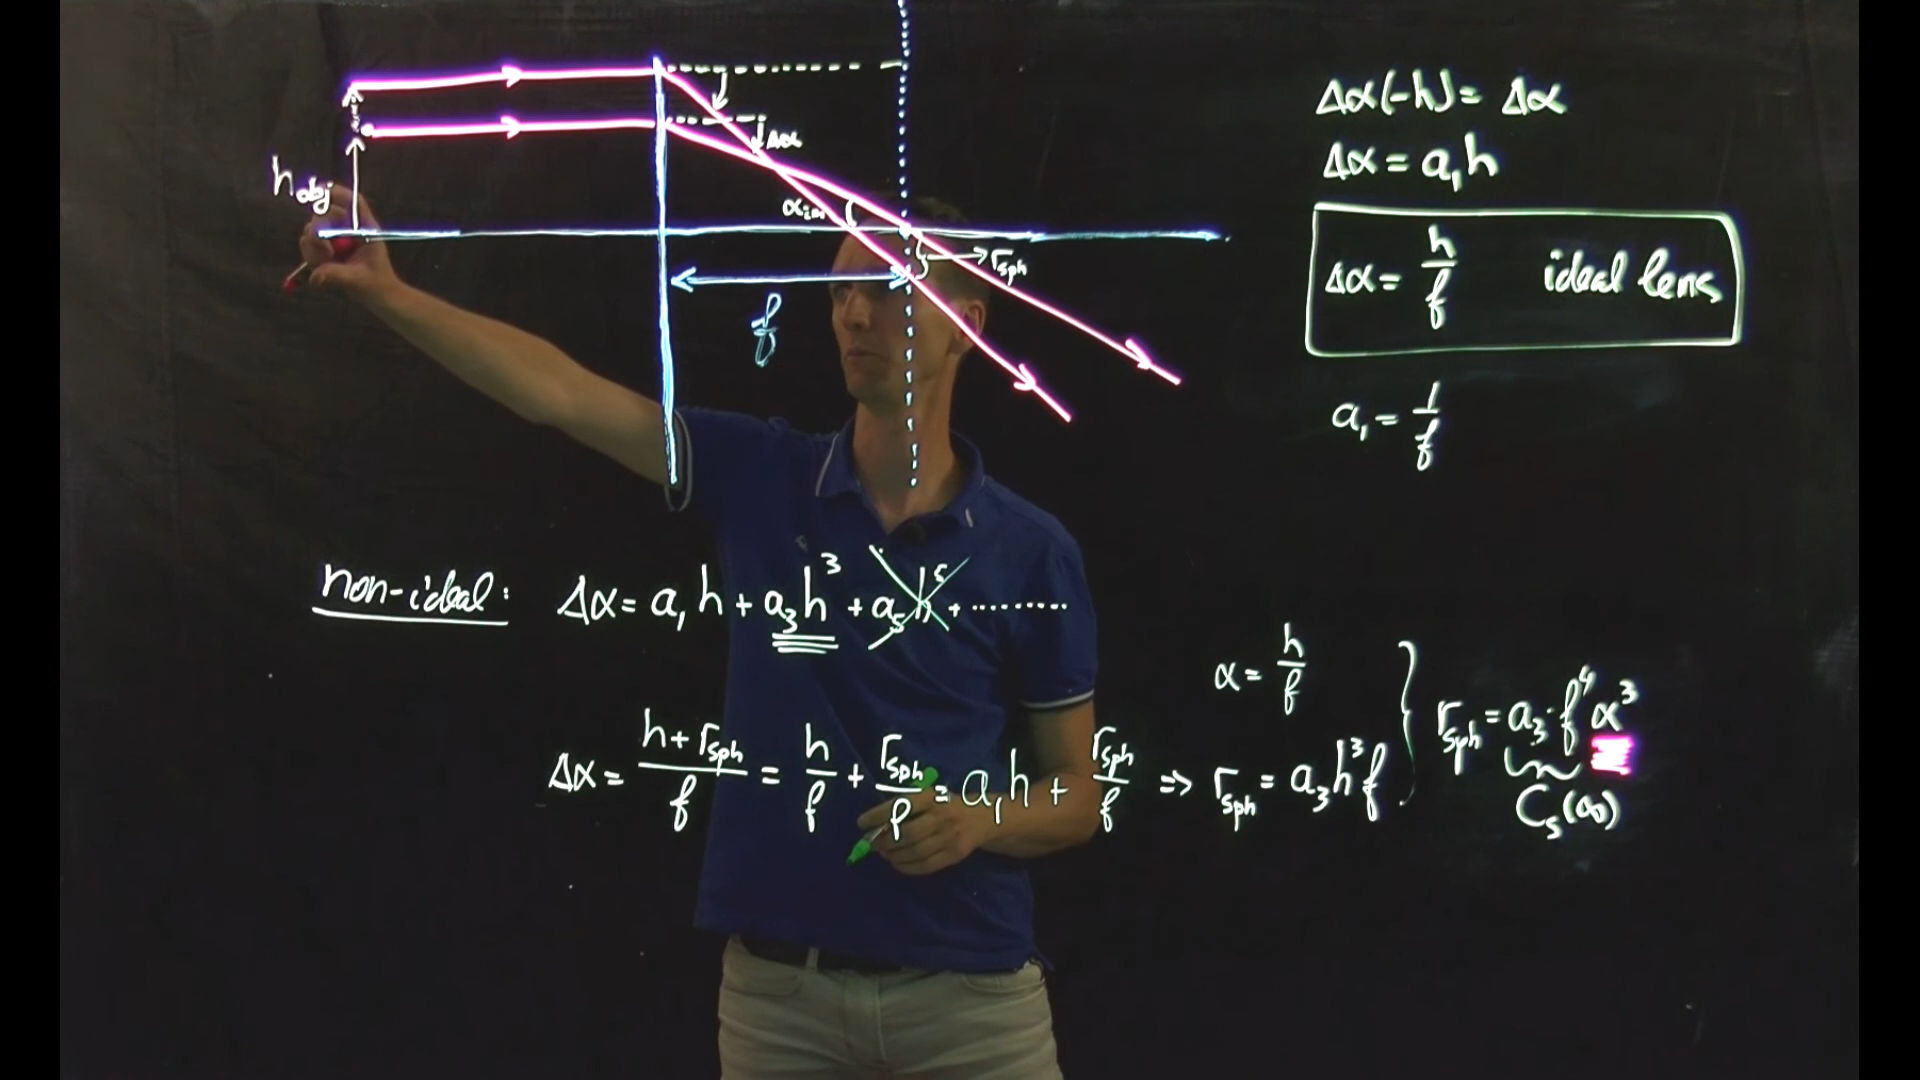 h_obj
Δα
α_im
r_sph
f
Δα(-h) = Δα
Δα = a₁h
Δα = h/f ideal lens
a₁ = 1/f
non-ideal: Δα = a₁h + a₃h³ + a₅h⁵ + ..........
α = h/f
Δα = (h + r_sph)/f = h/f + r_sph/f = a₁h + r_sph/f ⇒ r_sph = a₃h³f } r_sph = a₃·f⁴α³
C_s(∞)